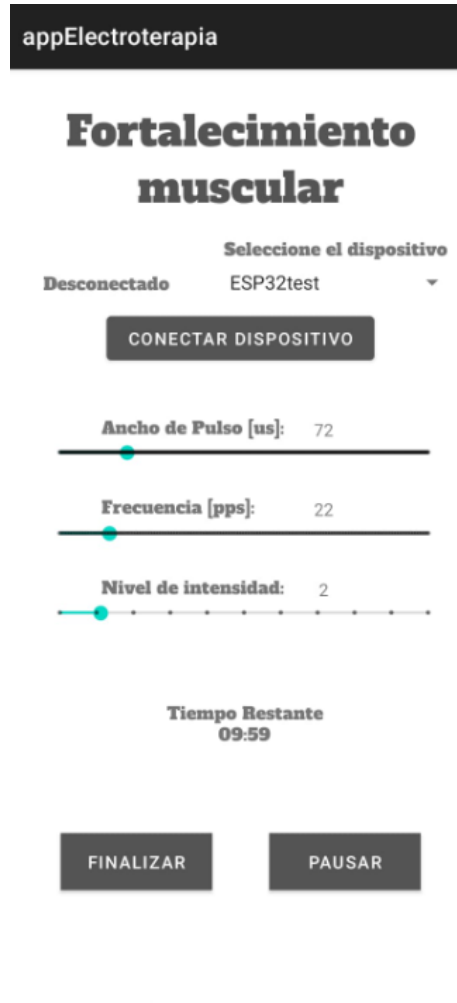 appElectroterapia
Fortalecimiento
muscular
Seleccione el dispositivo
Desconectado ESP32test
CONECTAR DISPOSITIVO
Ancho de Pulso [us]: 72
Frecuencia [pps]: 22
Nivel de intensidad: 2
Tiempo Restante
09:59
FINALIZAR PAUSAR